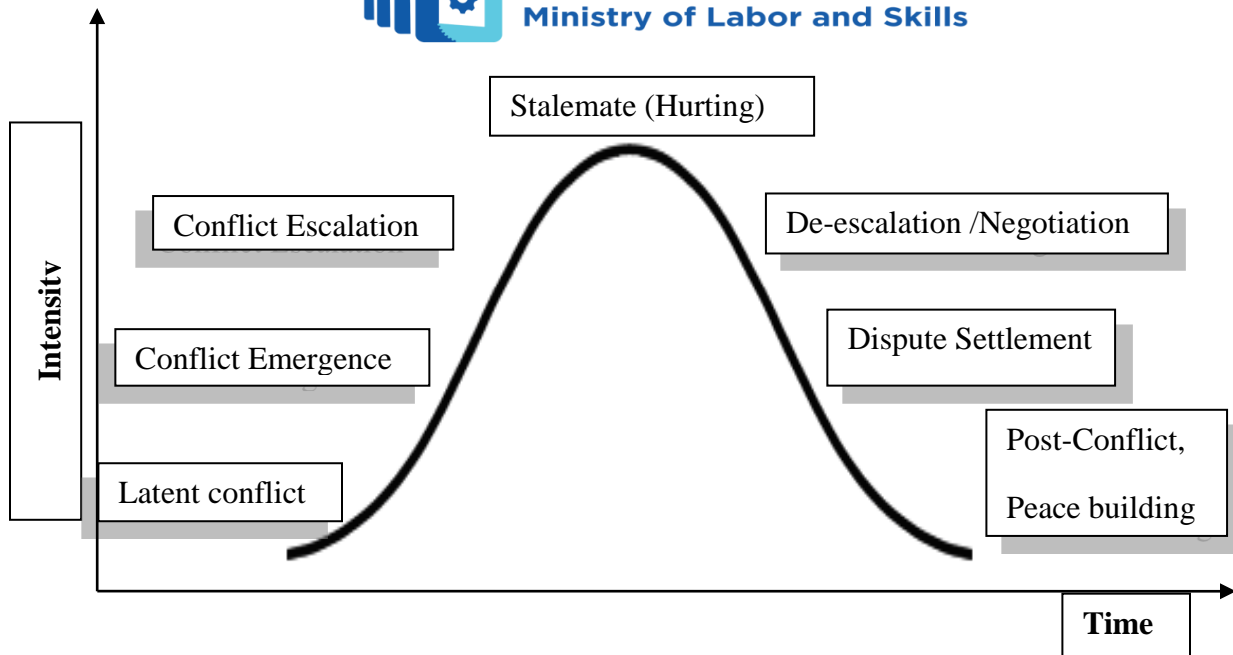 Ministry of Labor and Skills
Stalemate (Hurting)
Conflict Escalation
De-escalation /Negotiation
Intensity
Conflict Emergence
Dispute Settlement
Latent conflict
Post-Conflict,
Peace building
Time